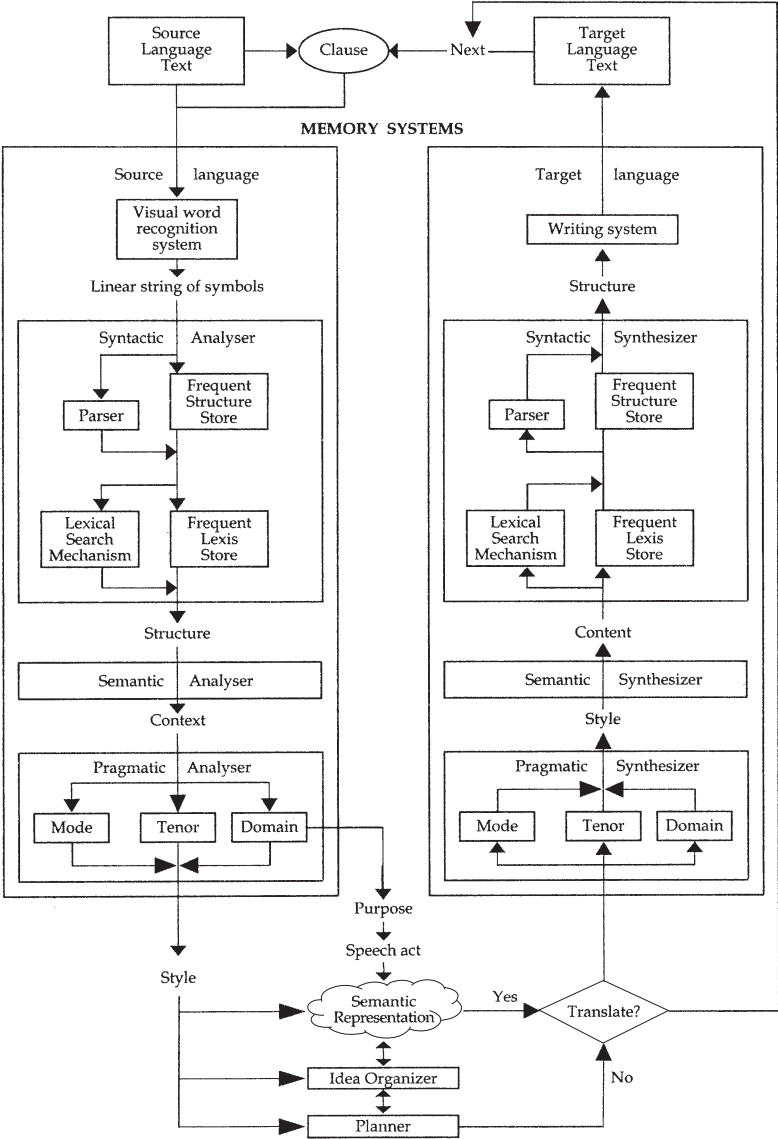 Source
Language
Text
Clause
Next
Target
Language
Text
MEMORY SYSTEMS
Source language
Visual word
recognition
system
Linear string of symbols
Syntactic Analyser
Parser
Frequent
Structure
Store
Lexical
Search
Mechanism
Frequent
Lexis
Store
Structure
Semantic Analyser
Context
Pragmatic Analyser
Mode
Tenor
Domain
Purpose
Speech act
Style
Semantic
Representation
Idea Organizer
Planner
Yes
Translate?
No
Target language
Writing system
Structure
Syntactic Synthesizer
Parser
Frequent
Structure
Store
Lexical
Search
Mechanism
Frequent
Lexis
Store
Content
Semantic Synthesizer
Style
Pragmatic Synthesizer
Mode
Tenor
Domain